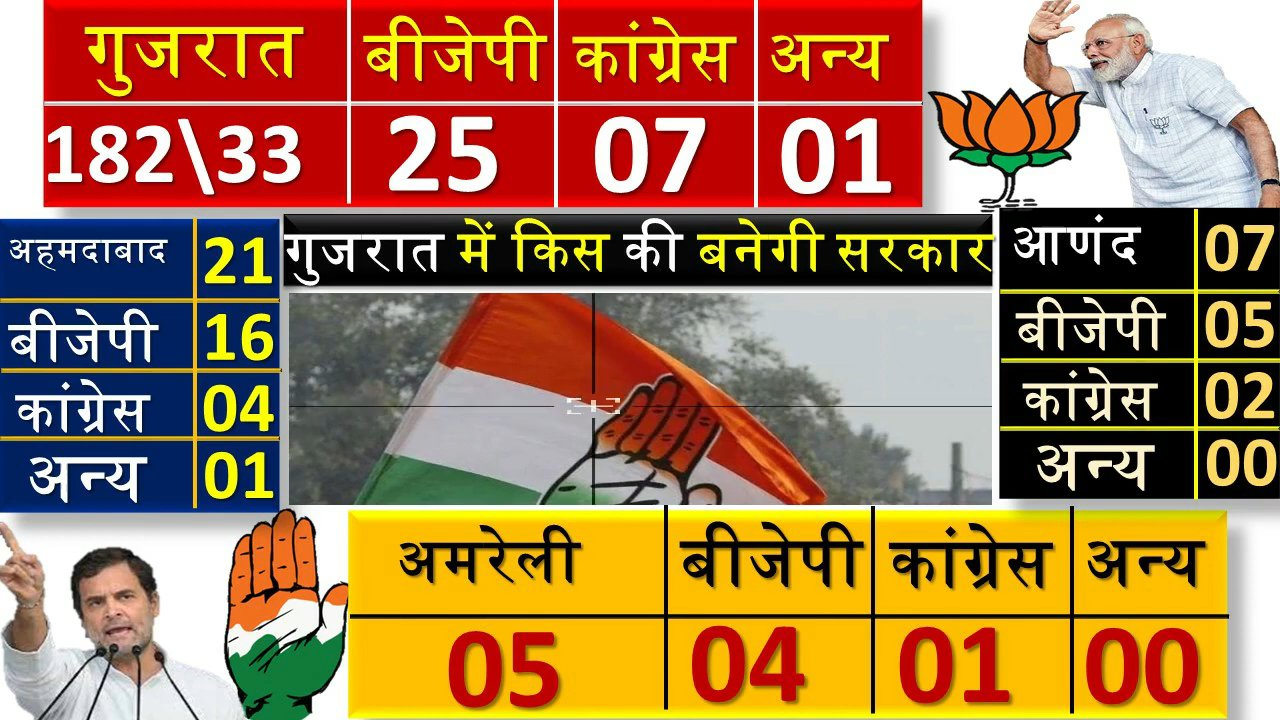 गुजरात बीजेपी कांग्रेस अन्य
182\33 25 07 01
गुजरात में किस की बनेगी सरकार
अहमदाबाद 21
बीजेपी 16
कांग्रेस 04
अन्य 01
आणंद 07
बीजेपी 05
कांग्रेस 02
अन्य 00
अमरेली बीजेपी कांग्रेस अन्य
05 04 01 00